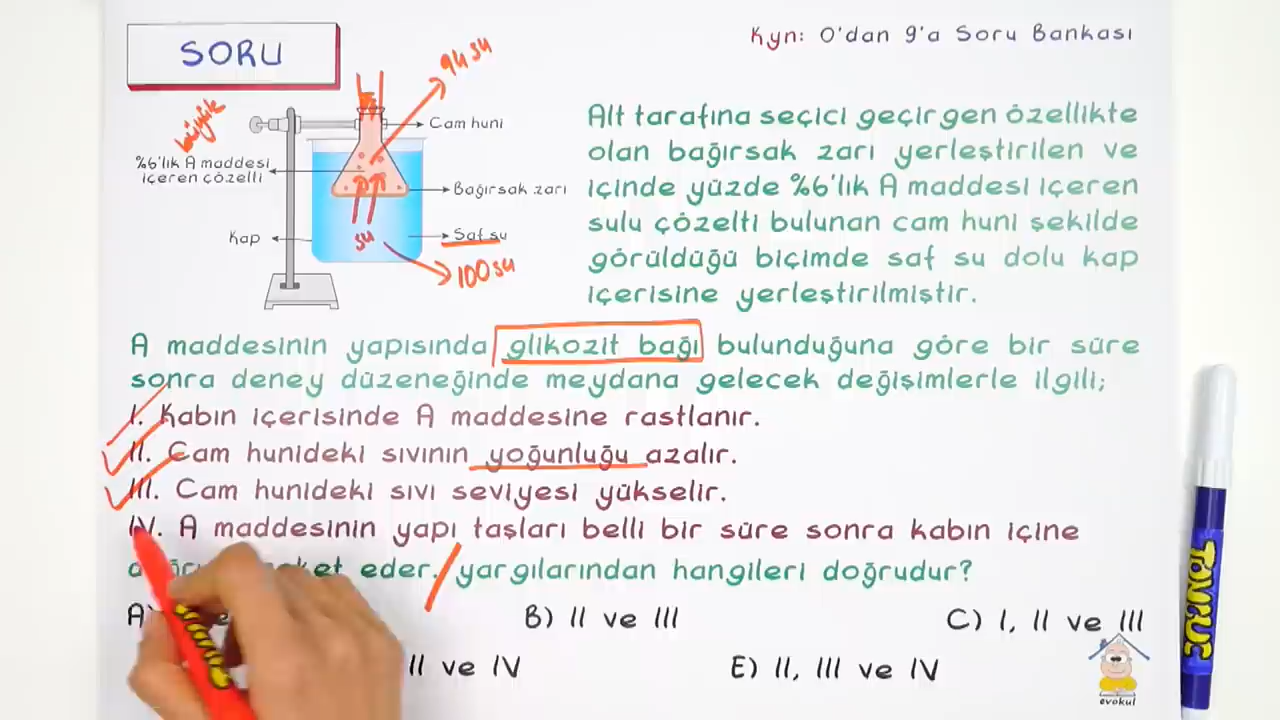 SORU
Kyn: 0'dan 9'a Soru Bankası
94 su
büyük
Cam huni
%6'lık A maddesi
içeren çözelti
Bağırsak zarı
Kap
Saf su
su
100 su
Alt tarafına seçici geçirgen özellikte
olan bağırsak zarı yerleştirilen ve
içinde yüzde %6'lık A maddesi içeren
sulu çözelti bulunan cam huni şekilde
görüldüğü biçimde saf su dolu kap
içerisine yerleştirilmiştir.
A maddesinin yapısında glikozit bağı bulunduğuna göre bir süre
sonra deney düzeneğinde meydana gelecek değişimlerle ilgili;
I. Kabın içerisinde A maddesine rastlanır.
II. Cam hunideki sıvının yoğunluğu azalır.
III. Cam hunideki sıvı seviyesi yükselir.
IV. A maddesinin yapı taşları belli bir süre sonra kabın içine
eder. yargılarından hangileri doğrudur?
A)
B) II ve III
C) I, II ve III
II ve IV
E) II, III ve IV
evokul
TONGUÇ